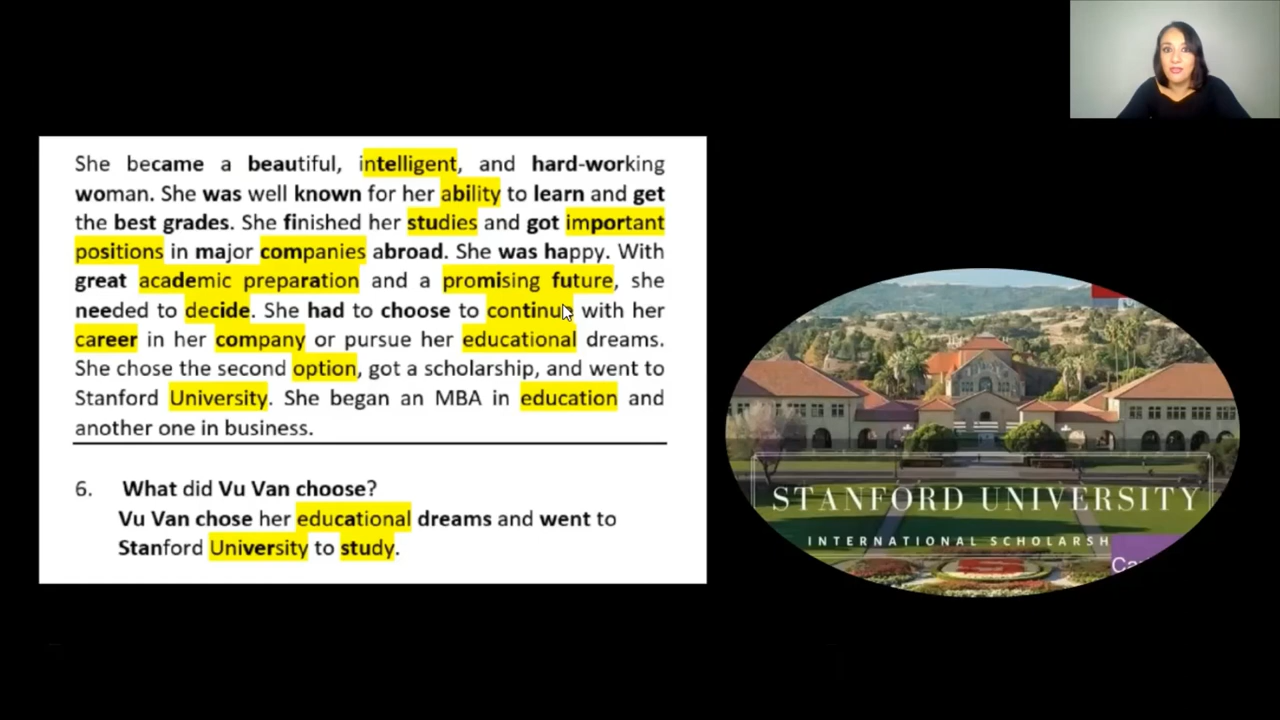 She became a beautiful, intelligent, and hard-working
woman. She was well known for her ability to learn and get
the best grades. She finished her studies and got important
positions in major companies abroad. She was happy. With
great academic preparation and a promising future, she
needed to decide. She had to choose to continue with her
career in her company or pursue her educational dreams.
She chose the second option, got a scholarship, and went to
Stanford University. She began an MBA in education and
another one in business.
6. What did Vu Van choose?
Vu Van chose her educational dreams and went to
Stanford University to study.
STANFORD UNIVERSITY
INTERNATIONAL SCHOLARSH